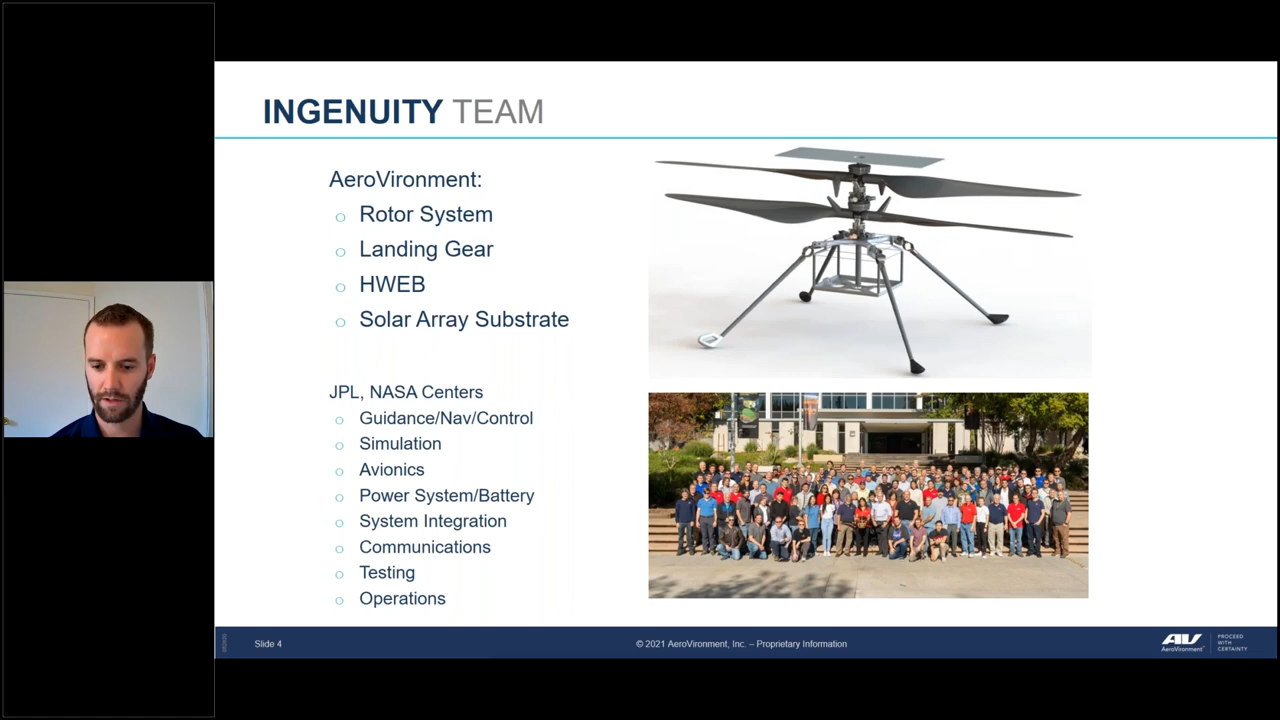 INGENUITY TEAM
AeroVironment:
o Rotor System
o Landing Gear
o HWEB
o Solar Array Substrate
JPL, NASA Centers
o Guidance/Nav/Control
o Simulation
o Avionics
o Power System/Battery
o System Integration
o Communications
o Testing
o Operations
Slide 4
© 2021 AeroVironment, Inc. – Proprietary Information
AV
AeroVironment
PROCEED
WITH
CERTAINTY